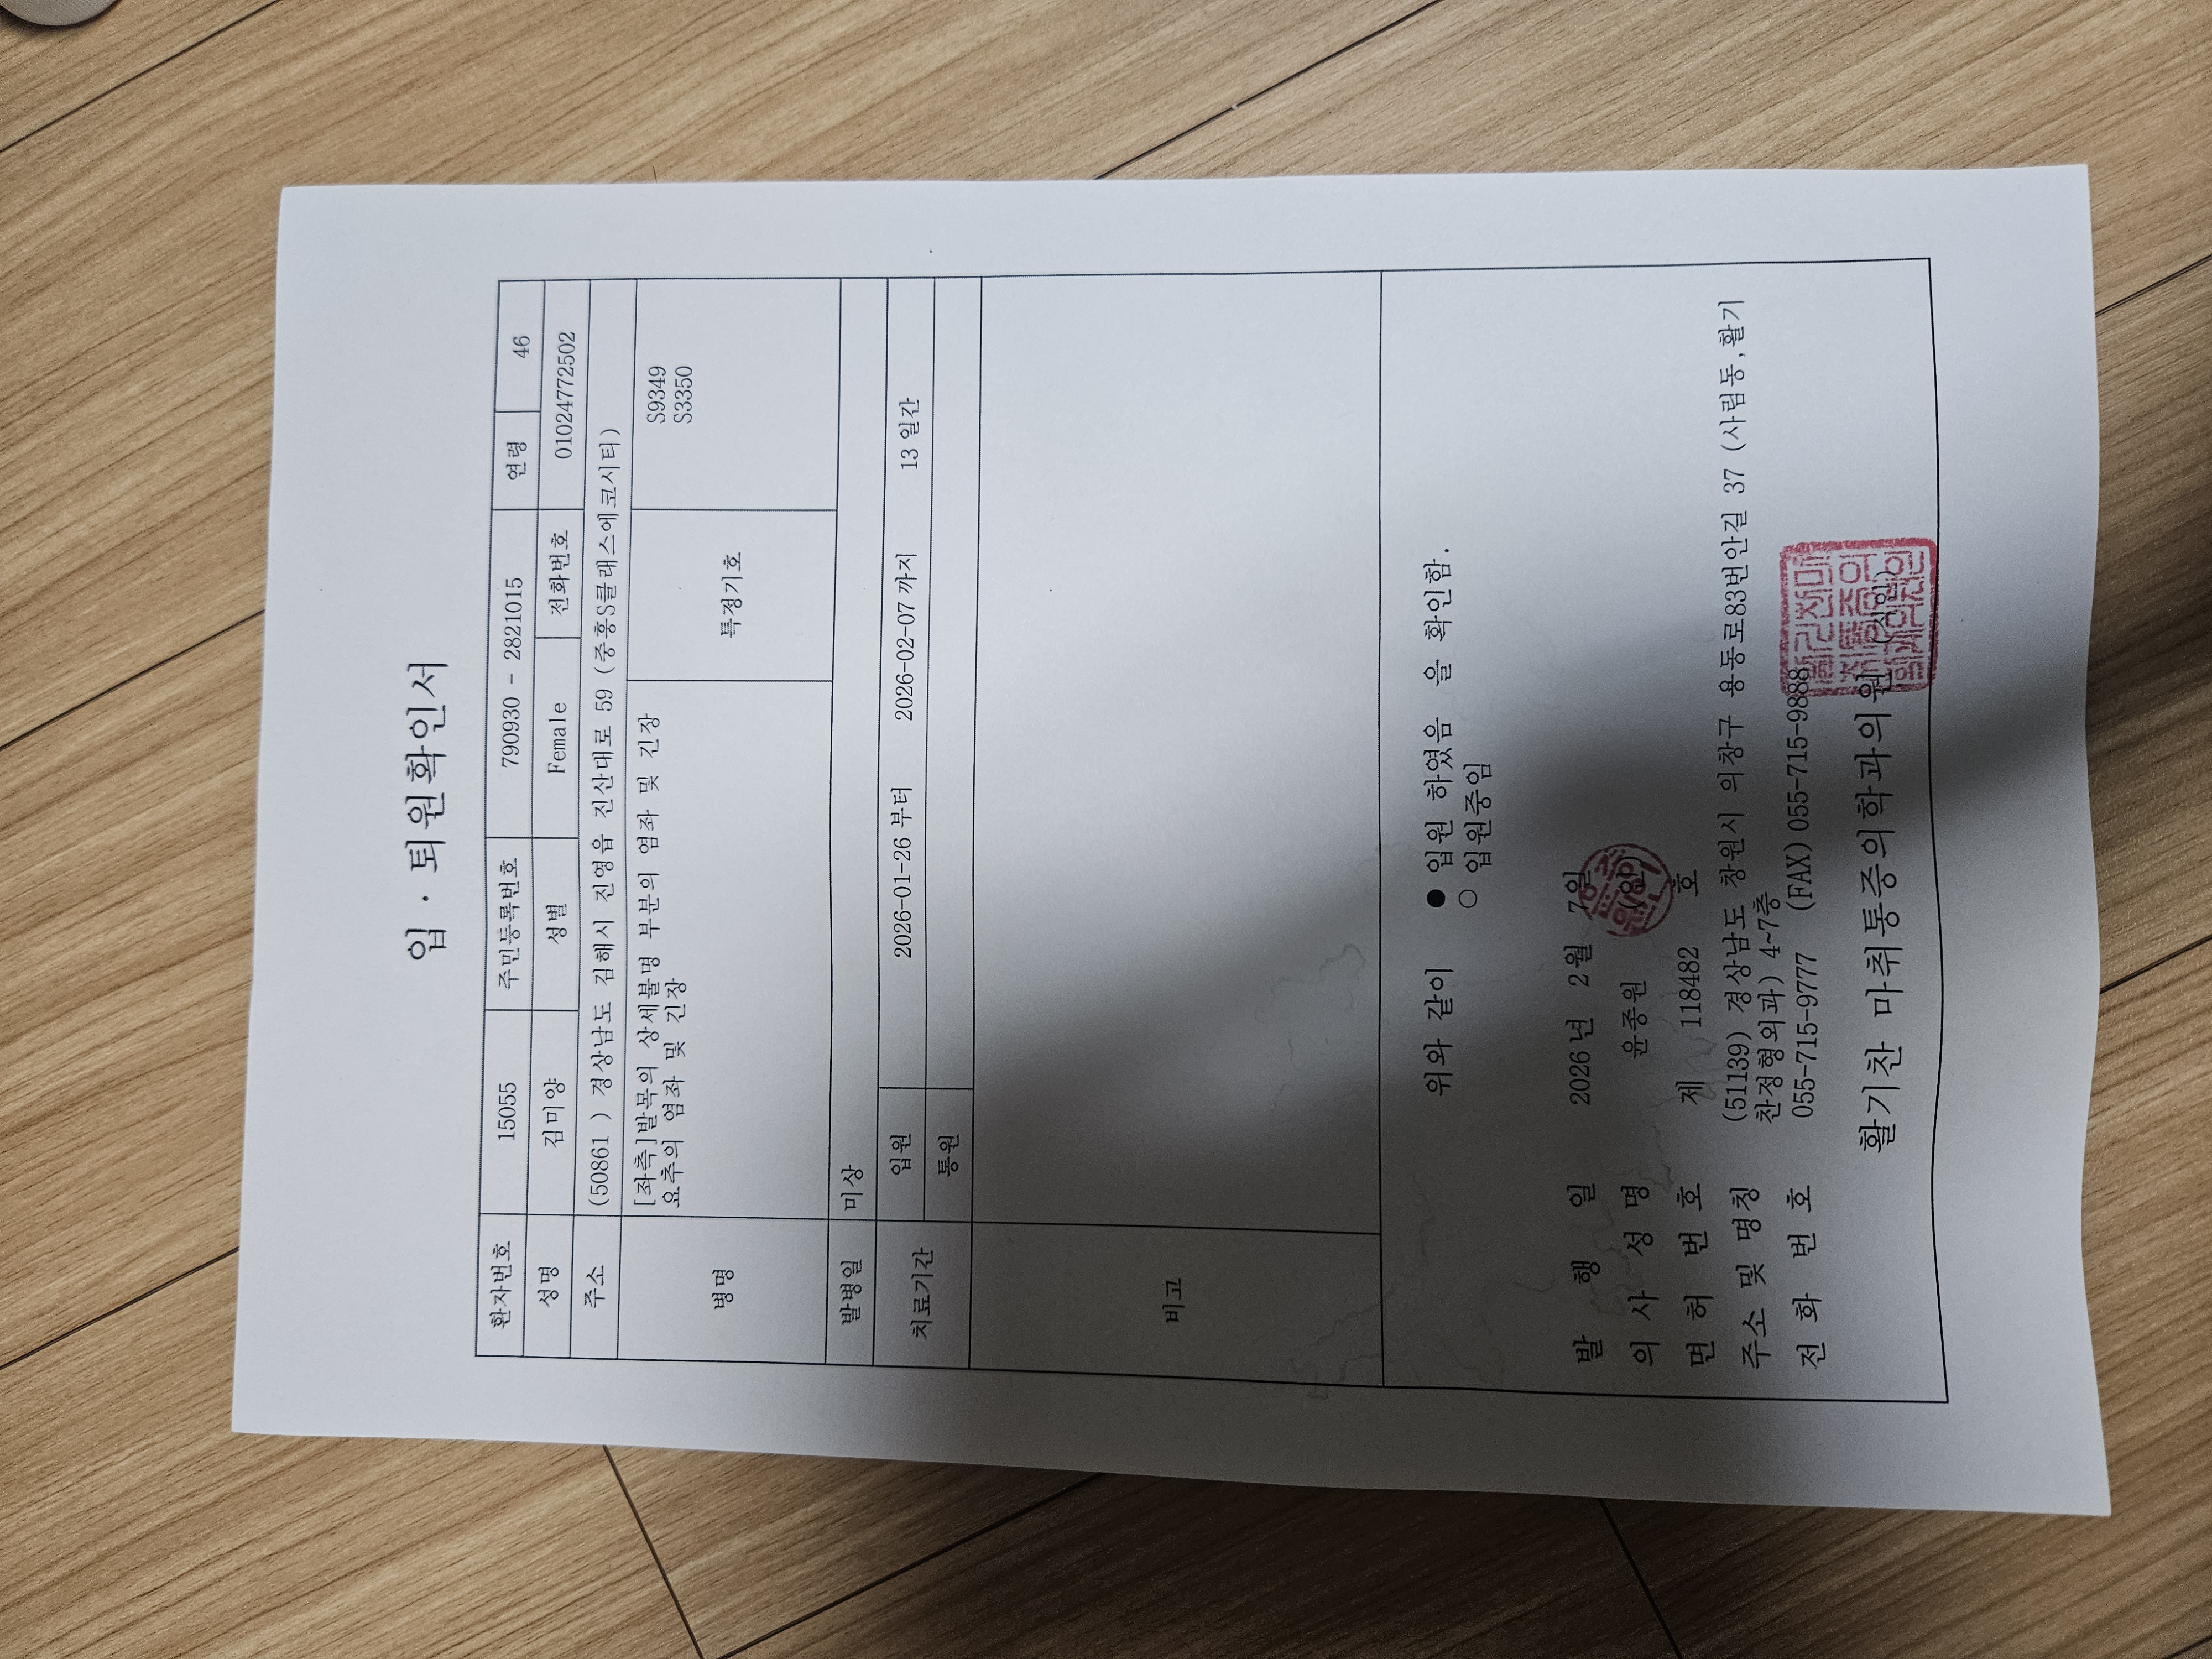 입 · 퇴원확인서
환자번호 15055 주민등록번호 790930 - 2821015 연령 46
성명 김미양 성별 Female 전화번호 01024772502
주소 (50861 ) 경상남도 김해시 진영읍 진산대로 59 (중흥S클래스에코시티)
병명 [좌측]발목의 상세불명 부분의 염좌 및 긴장 특정기호 S9349
요추의 염좌 및 긴장 S3350
발병일 미상
치료기간 입원 2026-01-26 부터 2026-02-07 까지 13 일간
통원
비고
위와 같이 ● 입원 하였음 을 확인함.
○ 입원중임
발 행 일 2026년 2월 7일
의 사 성 명 윤종원 (인)
면 허 번 호 제 118482 호
주소 및 명칭 (51139) 경상남도 창원시 의창구 용동로83번안길 37 (사림동,활기
찬정형외과) 4~7층
전 화 번 호 055-715-9777 (FAX)055-715-9888
활기찬 마취통증의학과의원(직인)